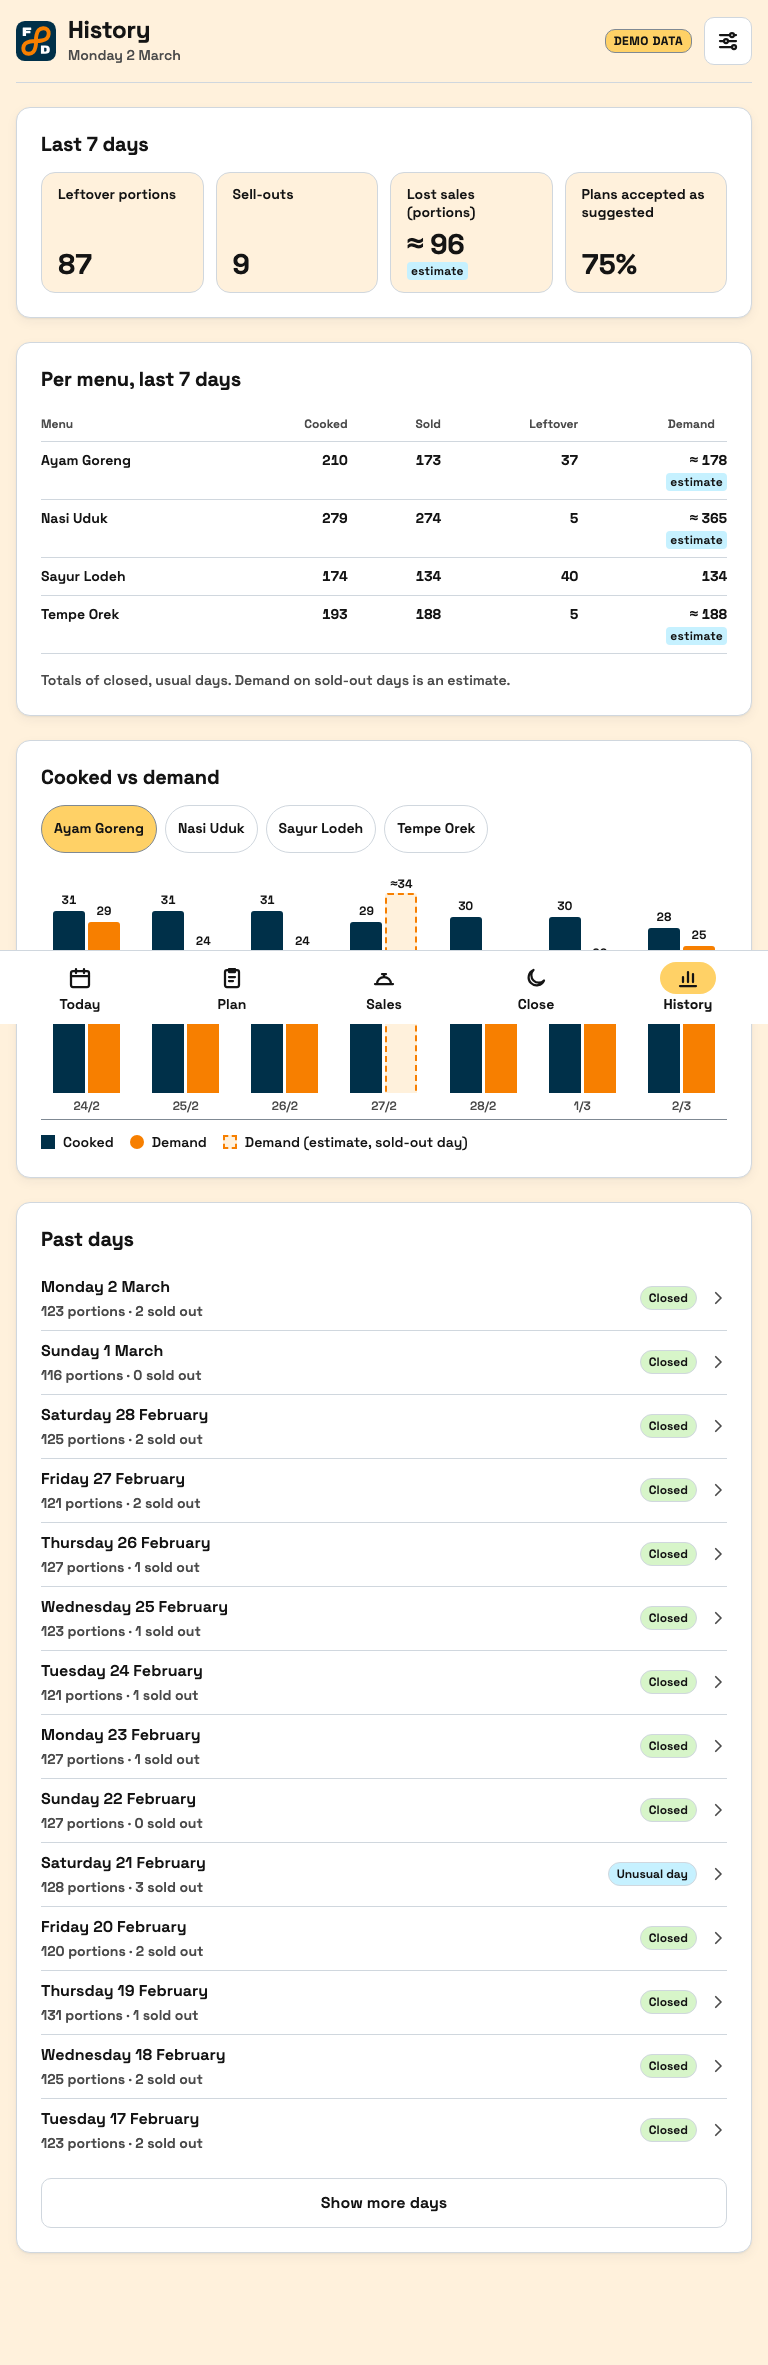 F
D
History
Monday 2 March
DEMO DATA
Last 7 days
Leftover portions
87
Sell-outs
9
Lost sales
(portions)
≈ 96
estimate
Plans accepted as
suggested
75%
Per menu, last 7 days
Menu Cooked Sold Leftover Demand
Ayam Goreng 210 173 37 ≈ 178
estimate
Nasi Uduk 279 274 5 ≈ 365
estimate
Sayur Lodeh 174 134 40 134
Tempe Orek 193 188 5 ≈ 188
estimate
Totals of closed, usual days. Demand on sold-out days is an estimate.
Cooked vs demand
Ayam Goreng Nasi Uduk Sayur Lodeh Tempe Orek
31 29 31 24 31 24 29 ≈34 30 30 28 25
Today Plan Sales Close History
24/2 25/2 26/2 27/2 28/2 1/3 2/3
Cooked Demand Demand (estimate, sold-out day)
Past days
Monday 2 March
123 portions · 2 sold out
Closed
Sunday 1 March
116 portions · 0 sold out
Closed
Saturday 28 February
125 portions · 2 sold out
Closed
Friday 27 February
121 portions · 2 sold out
Closed
Thursday 26 February
127 portions · 1 sold out
Closed
Wednesday 25 February
123 portions · 1 sold out
Closed
Tuesday 24 February
121 portions · 1 sold out
Closed
Monday 23 February
127 portions · 1 sold out
Closed
Sunday 22 February
127 portions · 0 sold out
Closed
Saturday 21 February
128 portions · 3 sold out
Unusual day
Friday 20 February
120 portions · 2 sold out
Closed
Thursday 19 February
131 portions · 1 sold out
Closed
Wednesday 18 February
125 portions · 2 sold out
Closed
Tuesday 17 February
123 portions · 2 sold out
Closed
Show more days